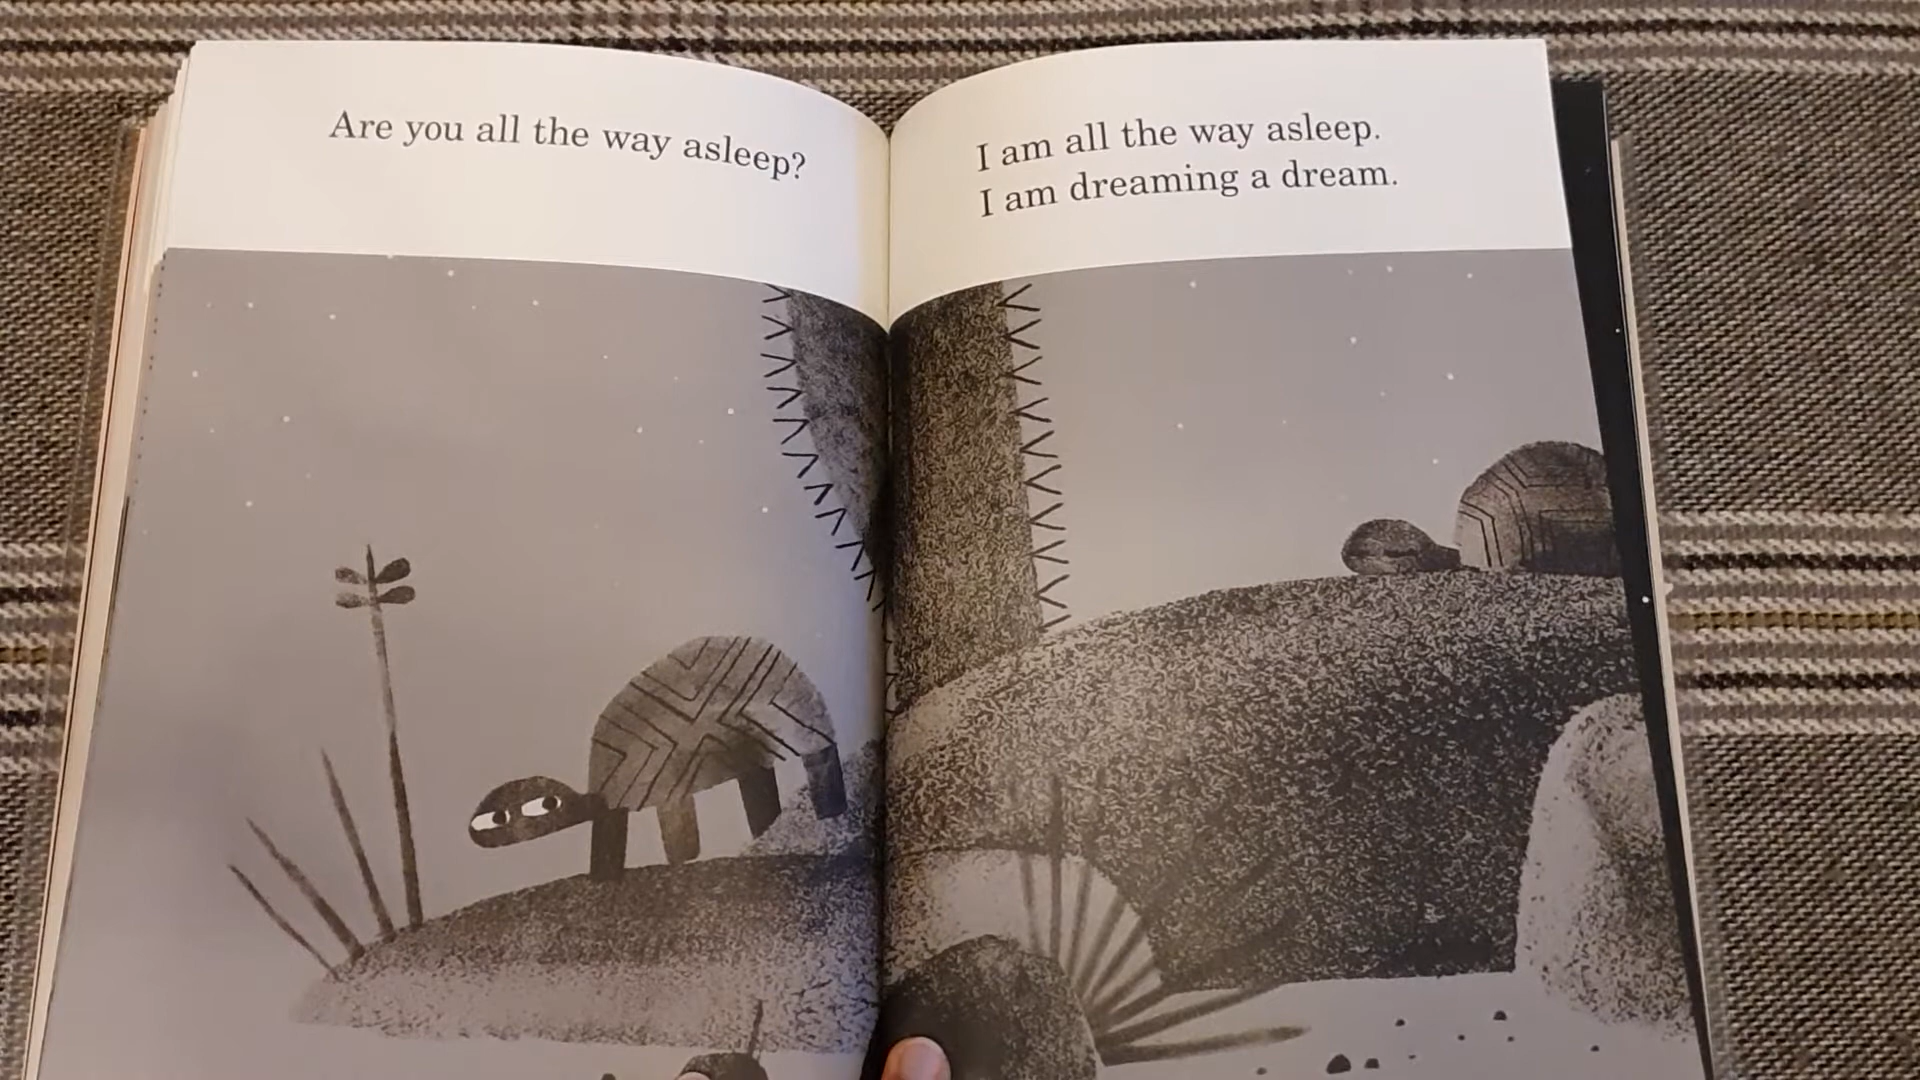 Are you all the way asleep?
I am all the way asleep.
I am dreaming a dream.